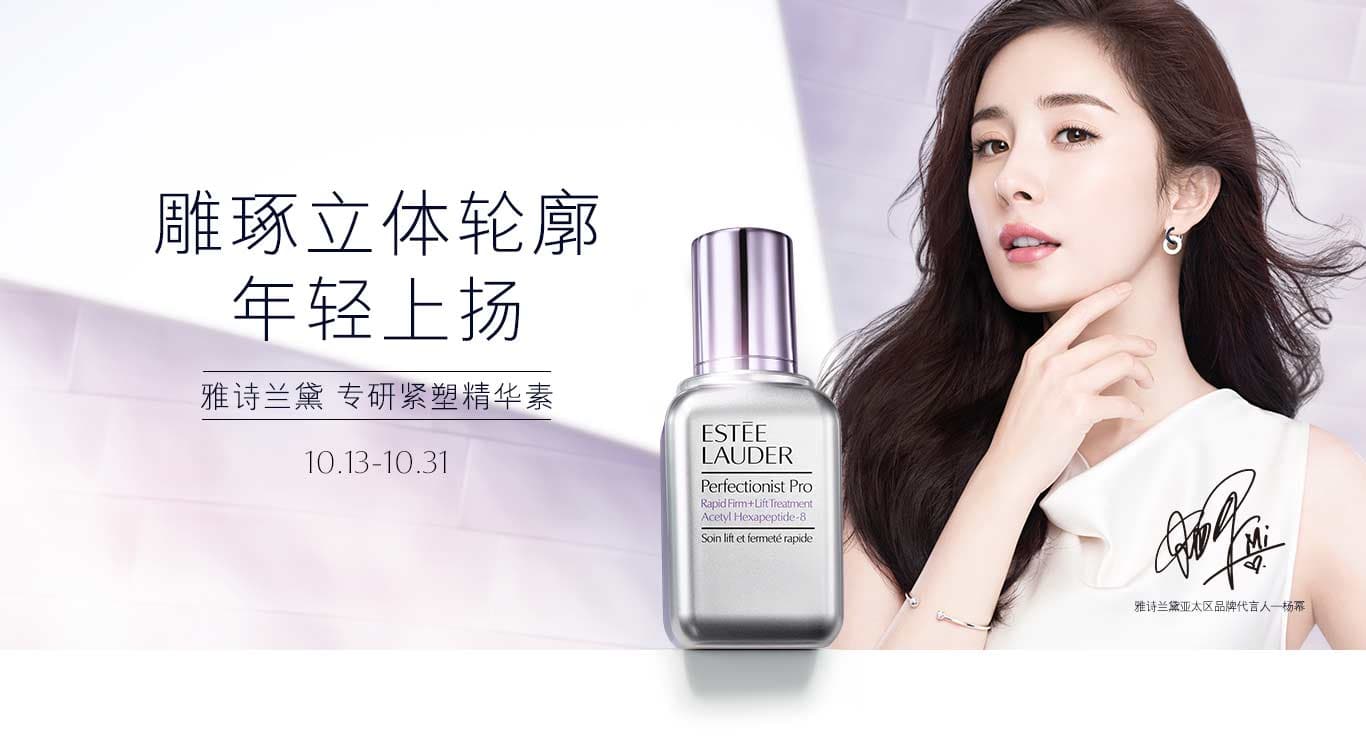 雕琢立体轮廓
年轻上扬
雅诗兰黛 专研紧塑精华素
10.13-10.31
ESTĒE
LAUDER
Perfectionist Pro
Rapid Firm+Lift Treatment
Acetyl Hexapeptide-8
Soin lift et fermeté rapide
Mi
雅诗兰黛亚太区品牌代言人—杨幂